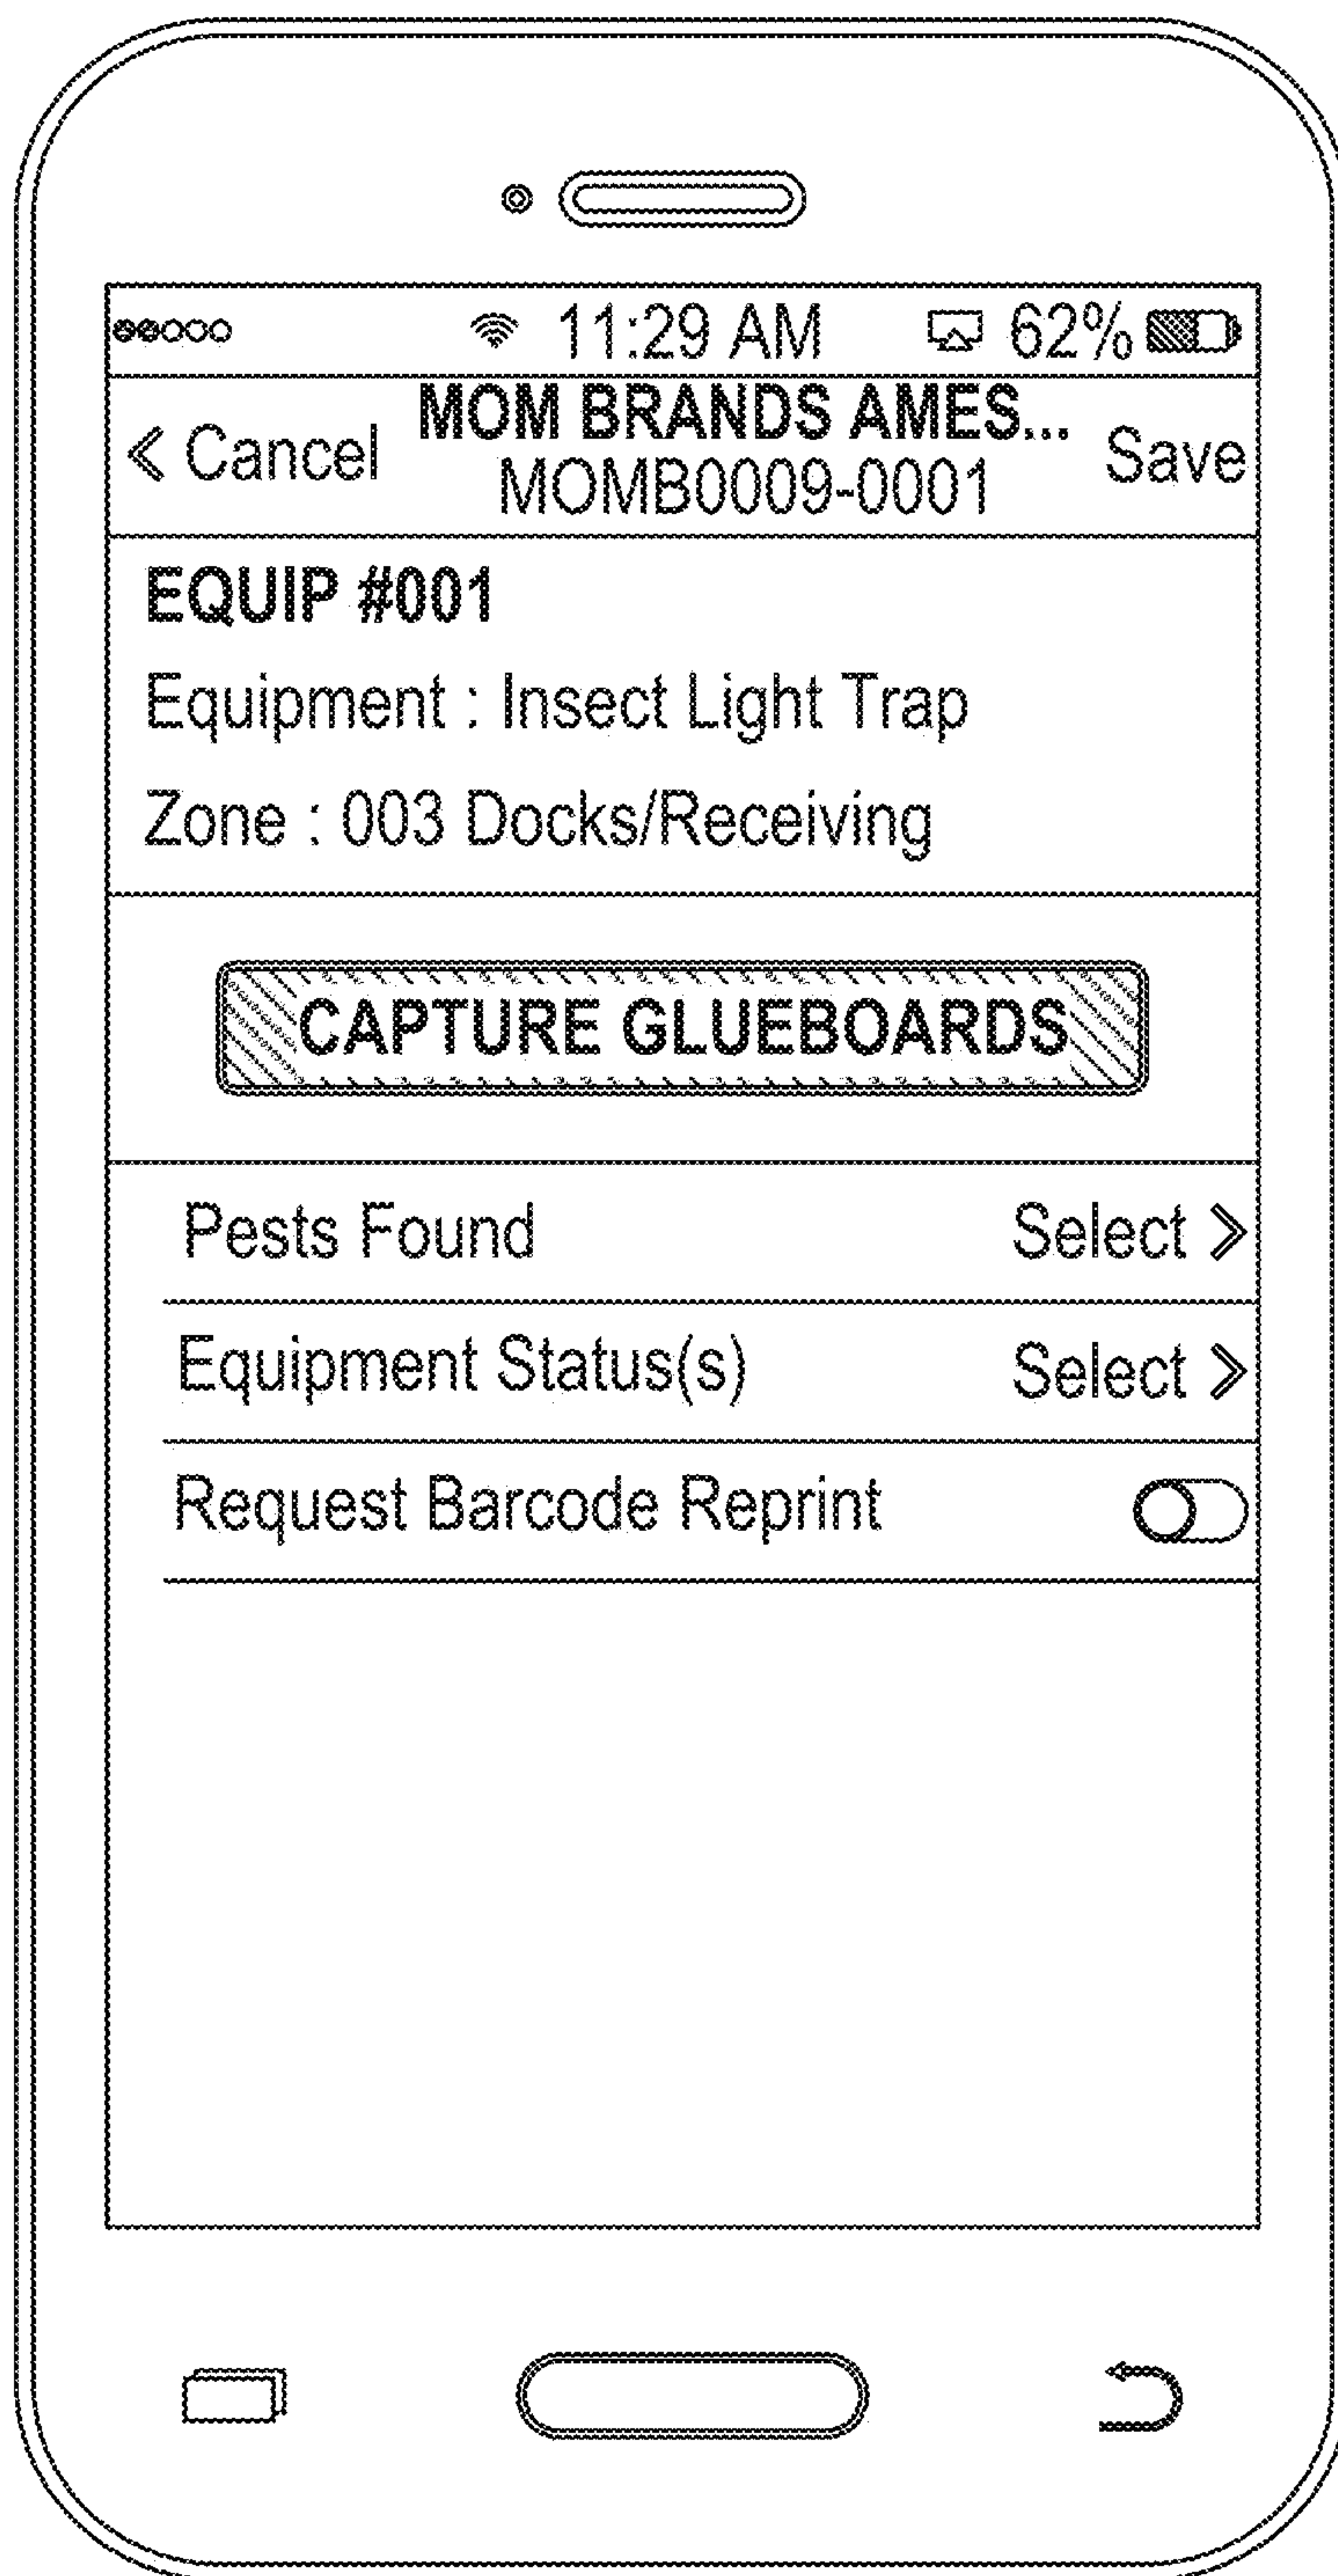 11:29 AM 62%
< Cancel MOM BRANDS AMES... Save
MOMB0009-0001
EQUIP #001
Equipment : Insect Light Trap
Zone : 003 Docks/Receiving
CAPTURE GLUEBOARDS
Pests Found Select >
Equipment Status(s) Select >
Request Barcode Reprint